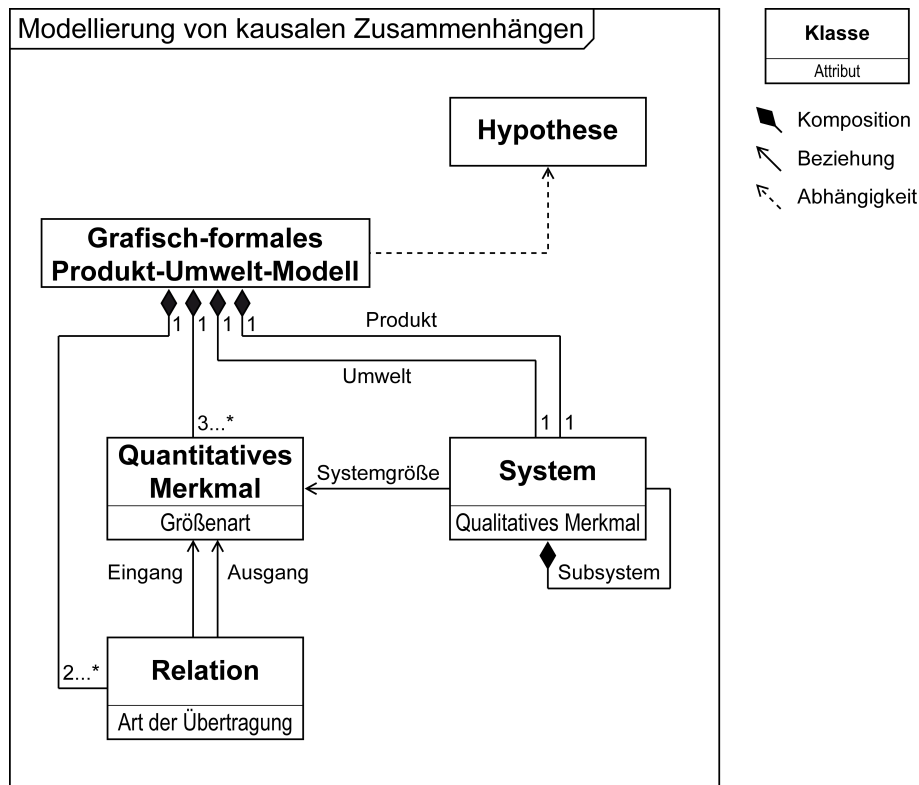 Modellierung von kausalen Zusammenhängen
Klasse
Attribut
Komposition
Beziehung
Abhängigkeit
Hypothese
Grafisch-formales
Produkt-Umwelt-Modell
1
1
1
1
Produkt
Umwelt
3...*
1
1
Quantitatives
Merkmal
Größenart
Systemgröße
System
Qualitatives Merkmal
Subsystem
Eingang
Ausgang
2...*
Relation
Art der Übertragung